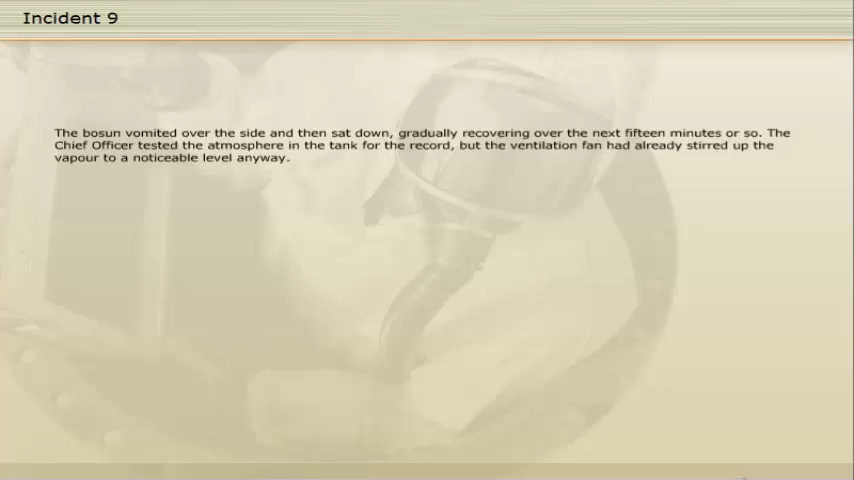 Incident 9
The bosun vomited over the side and then sat down, gradually recovering over the next fifteen minutes or so. The
Chief Officer tested the atmosphere in the tank for the record, but the ventilation fan had already stirred up the
vapour to a noticeable level anyway.